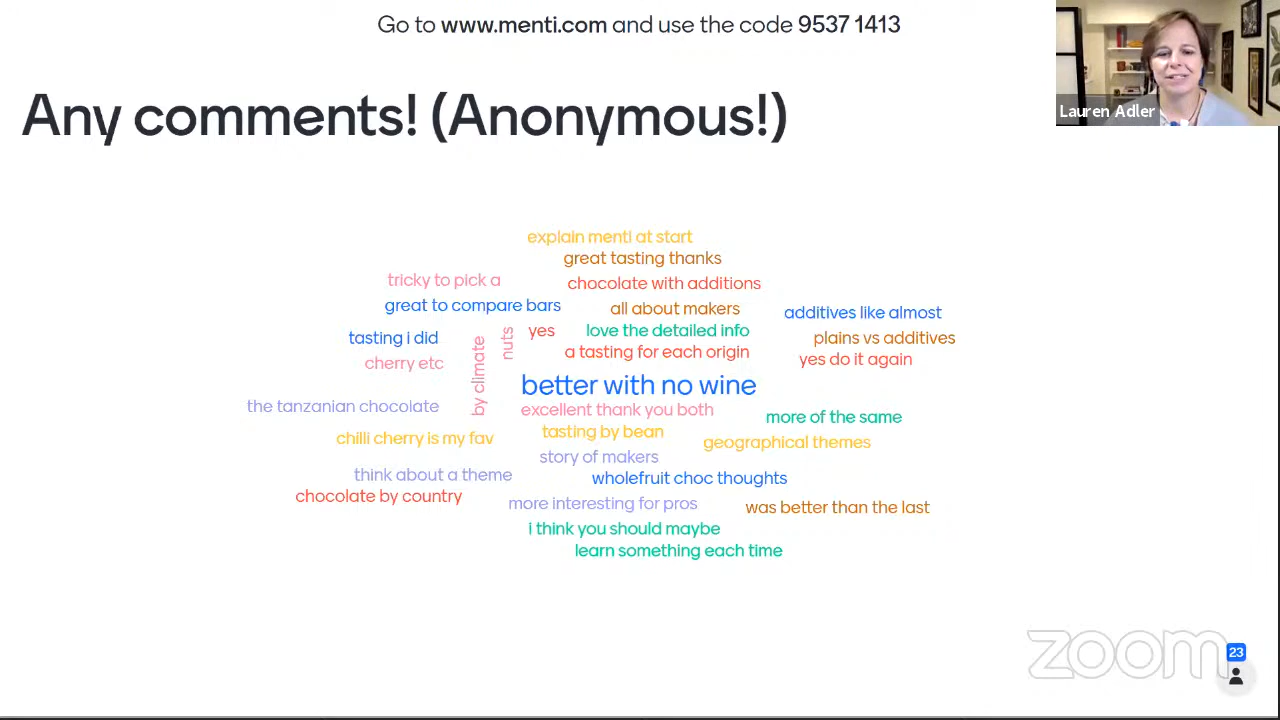 Go to www.menti.com and use the code 9537 1413
Lauren Adler
Any comments! (Anonymous!)
explain menti at start
great tasting thanks
tricky to pick a
chocolate with additions
great to compare bars
all about makers
additives like almost
tasting i did
by climate
nuts
yes
love the detailed info
plains vs additives
cherry etc
a tasting for each origin
yes do it again
better with no wine
the tanzanian chocolate
excellent thank you both
more of the same
chilli cherry is my fav
tasting by bean
geographical themes
story of makers
think about a theme
wholefruit choc thoughts
chocolate by country
more interesting for pros
was better than the last
i think you should maybe
learn something each time
zoom
23